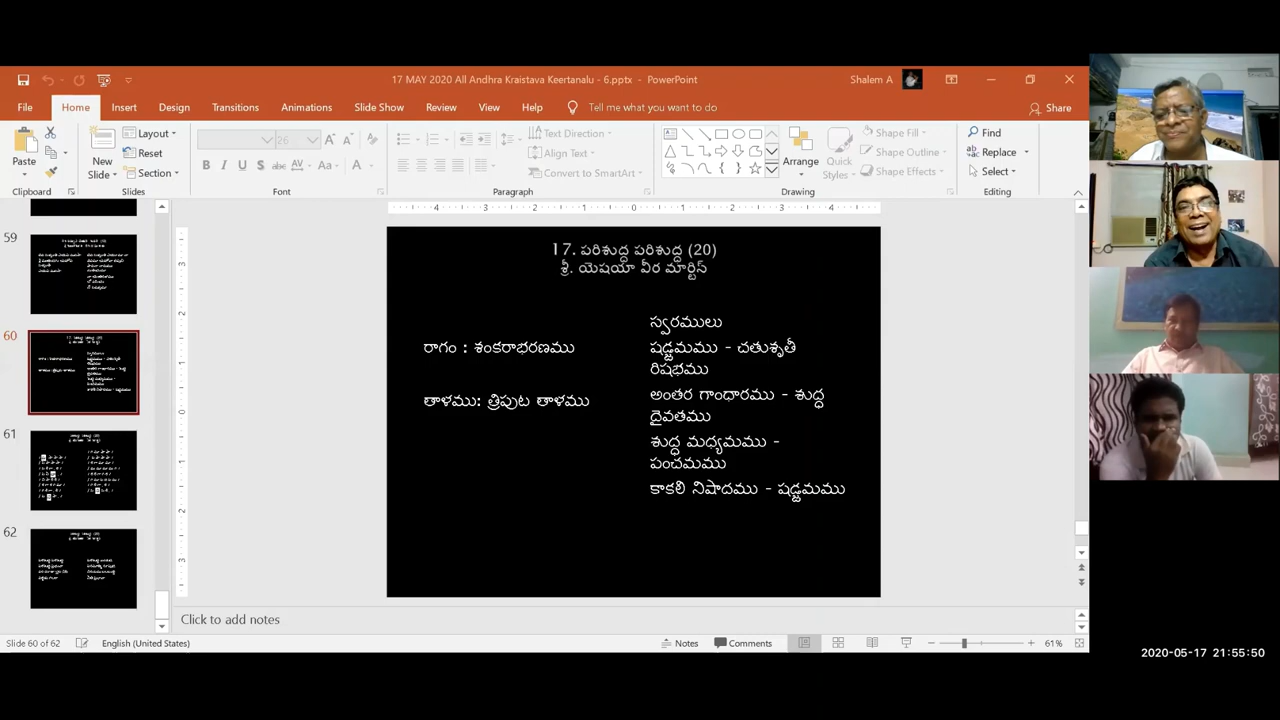 17 MAY 2020 All Andhra Kraistava Keertanalu - 6.pptx - PowerPoint
Shalem A
File Home Insert Design Transitions Animations Slide Show Review View Help Tell me what you want to do
Share
Paste
New
Slide
Layout
Reset
Section
26
B I U S abc AV Aa A
Text Direction
Align Text
Convert to SmartArt
Arrange
Quick
Styles
Shape Fill
Shape Outline
Shape Effects
Find
Replace
Select
Clipboard Slides Font Paragraph Drawing Editing
59
60
61
62
17. పరిశుద్ధ పరిశుద్ధ (20)
శ్రీ. యెషయా వీర మార్టిన్
రాగం : శంకరాభరణము
తాళము: త్రిపుట తాళము
స్వరములు
షడ్జమము - చతుశృతీ
రిషభము
అంతర గాంధారము - శుద్ధ
దైవతము
శుద్ధ మధ్యమము -
పంచమము
కాకలి నిషాదము - షడ్జమము
Click to add notes
Slide 60 of 62 English (United States) Notes Comments 61%
2020-05-17 21:55:50